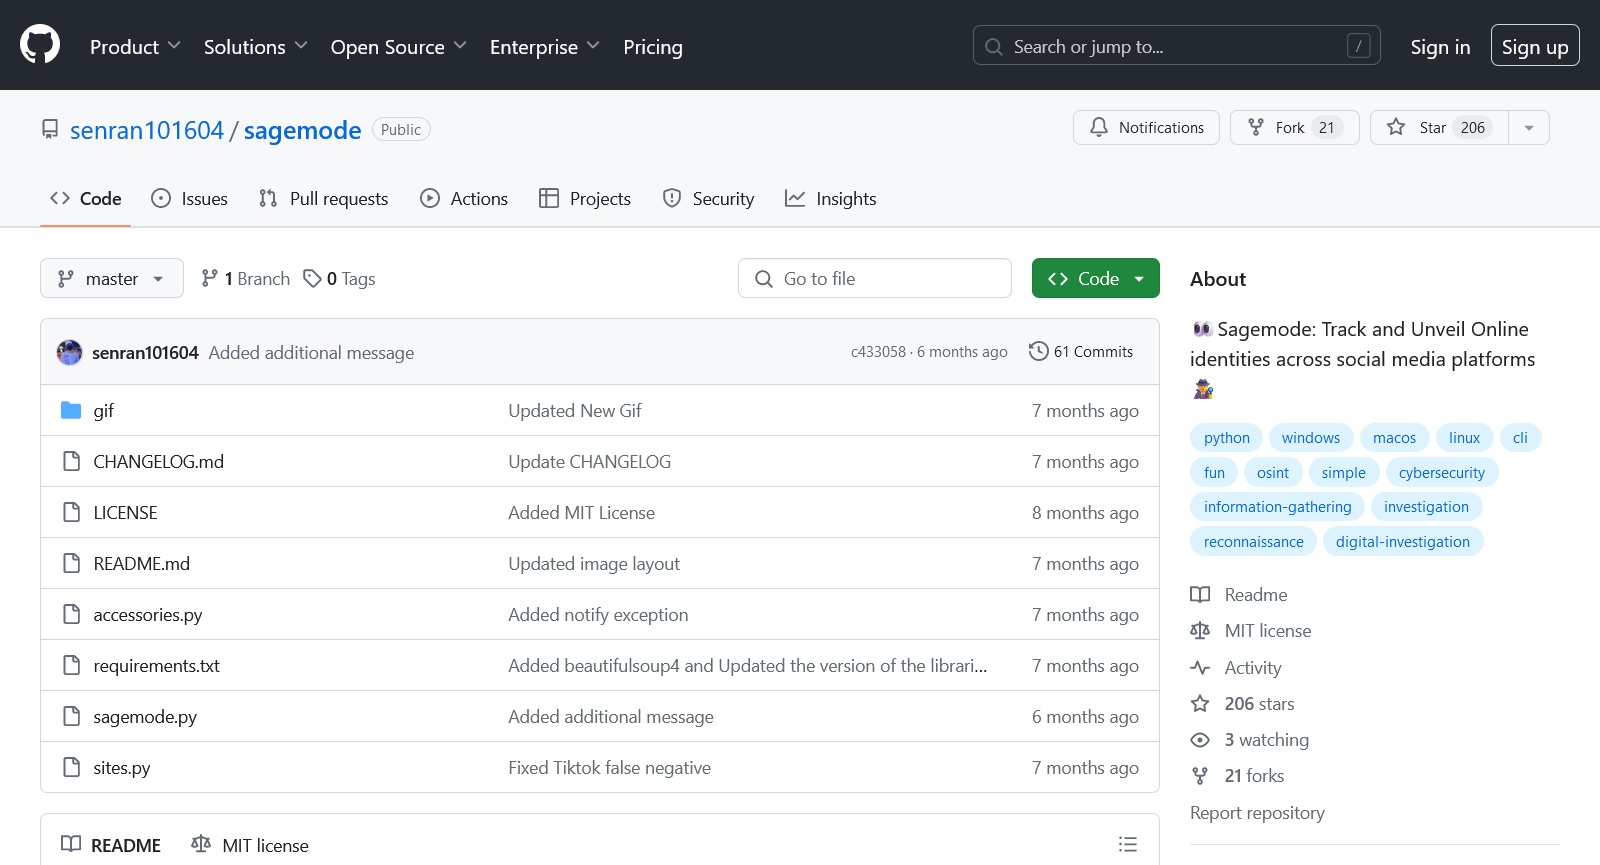 Product Solutions Open Source Enterprise Pricing Search or jump to... / Sign in Sign up
senran101604 / sagemode Public Notifications Fork 21 Star 206
Code Issues Pull requests Actions Projects Security Insights
master 1 Branch 0 Tags Go to file Code
senran101604 Added additional message c433058 · 6 months ago 61 Commits
gif Updated New Gif 7 months ago
CHANGELOG.md Update CHANGELOG 7 months ago
LICENSE Added MIT License 8 months ago
README.md Updated image layout 7 months ago
accessories.py Added notify exception 7 months ago
requirements.txt Added beautifulsoup4 and Updated the version of the librari... 7 months ago
sagemode.py Added additional message 6 months ago
sites.py Fixed Tiktok false negative 7 months ago
README MIT license
About
👀 Sagemode: Track and Unveil Online
identities across social media platforms
🕵️
python windows macos linux cli
fun osint simple cybersecurity
information-gathering investigation
reconnaissance digital-investigation
Readme
MIT license
Activity
206 stars
3 watching
21 forks
Report repository